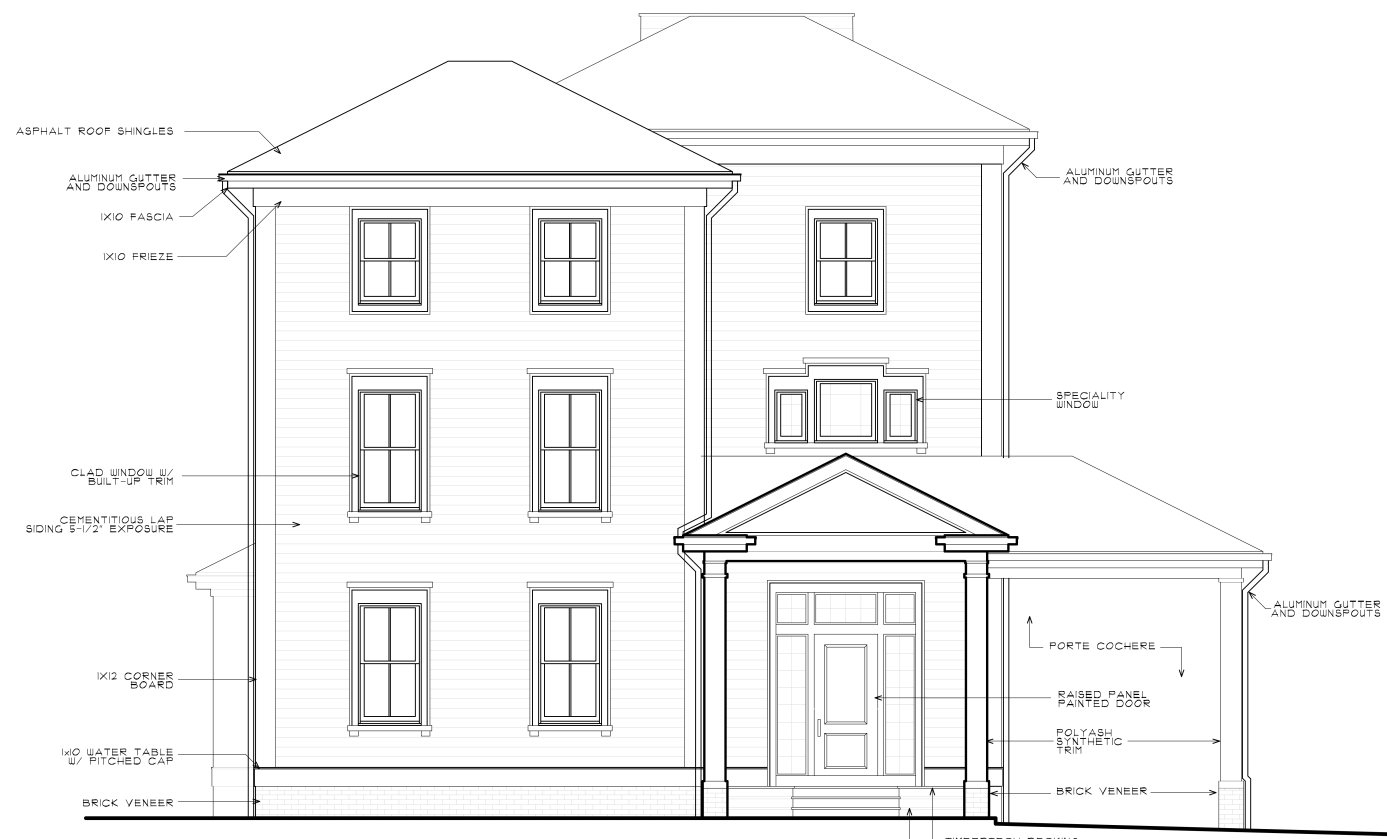 ASPHALT ROOF SHINGLES
ALUMINUM GUTTER
AND DOWNSPOUTS
1X10 FASCIA
1X10 FRIEZE
CLAD WINDOW W/
BUILT-UP TRIM
CEMENTITIOUS LAP
SIDING 5-1/2" EXPOSURE
1X12 CORNER
BOARD
1x10 WATER TABLE
W/ PITCHED CAP
BRICK VENEER
ALUMINUM GUTTER
AND DOWNSPOUTS
SPECIALITY
WINDOW
ALUMINUM GUTTER
AND DOWNSPOUTS
PORTE COCHERE
RAISED PANEL
PAINTED DOOR
POLYASH
SYNTHETIC
TRIM
BRICK VENEER